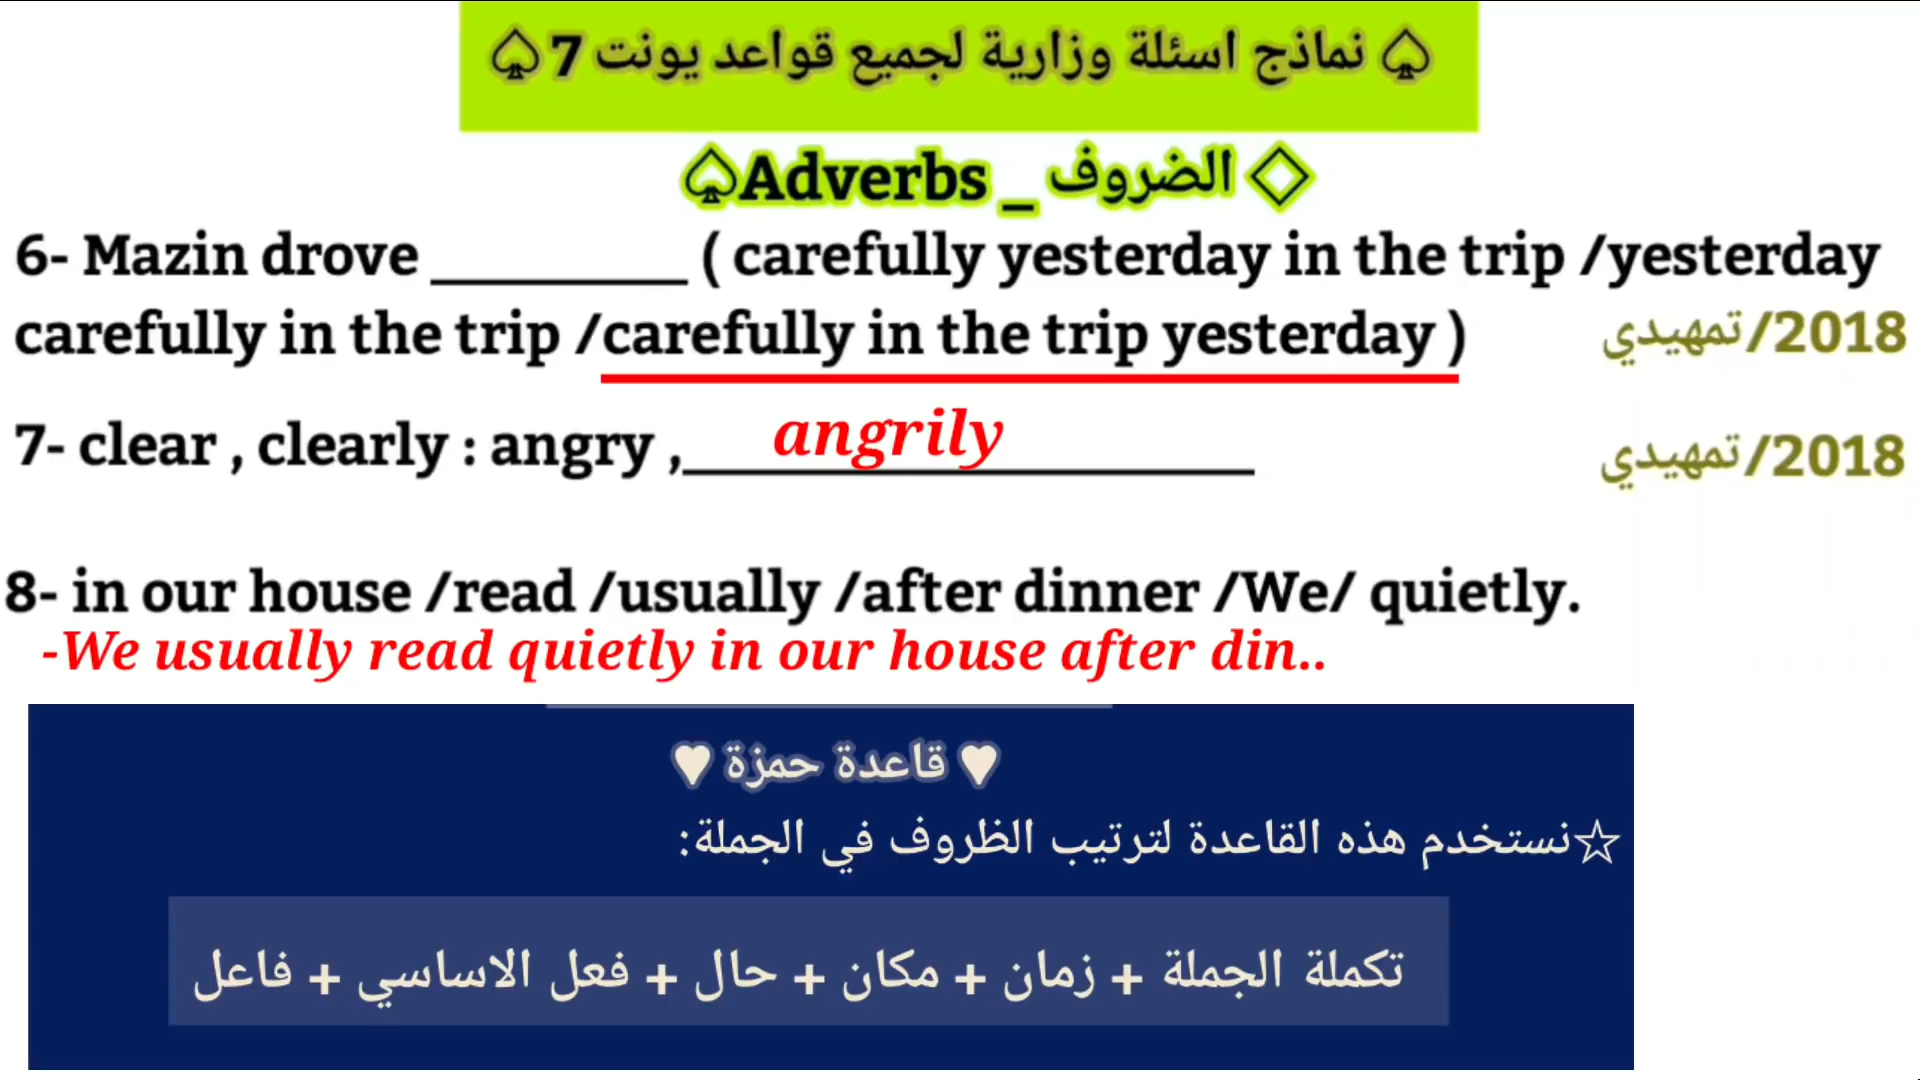 ♤ نماذج اسئلة وزارية لجميع قواعد يونت 7 ♤
◇ الضروف _ Adverbs♤
6- Mazin drove ________ ( carefully yesterday in the trip /yesterday
carefully in the trip /carefully in the trip yesterday ) 2018/تمهيدي
7- clear , clearly : angry ,angrily 2018/تمهيدي
8- in our house /read /usually /after dinner /We/ quietly.
-We usually read quietly in our house after din..
♥ قاعدة حمزة ♥
☆نستخدم هذه القاعدة لترتيب الظروف في الجملة:
تكملة الجملة + زمان + مكان + حال + فعل الاساسي + فاعل